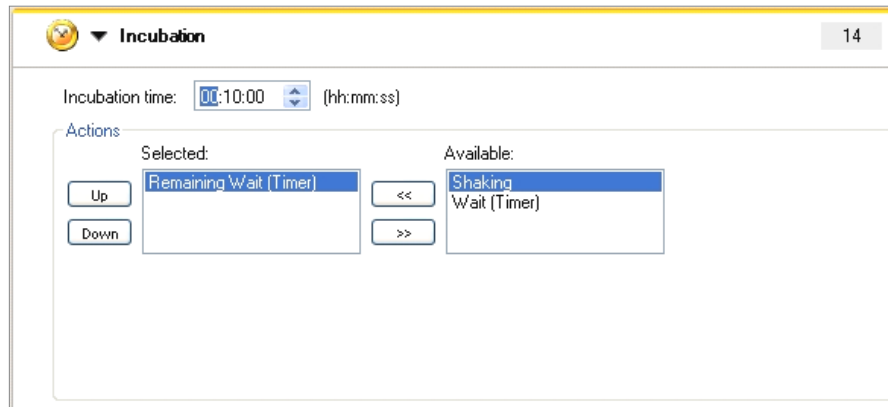 Incubation 14
Incubation time: 00:10:00 (hh:mm:ss)
Actions
Selected: Available:
Up Remaining Wait (Timer) << Shaking
Wait (Timer)
Down >>